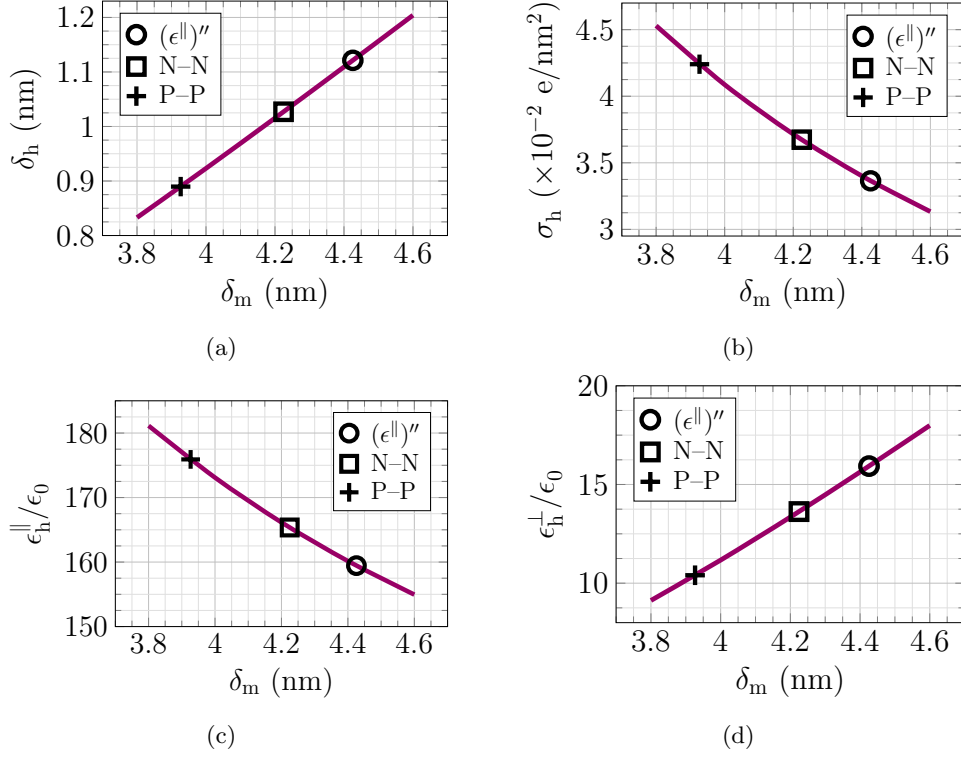 1.2
1.1
1
0.9
0.8
δh (nm)
(ϵ∥)′′
N–N
P–P
3.8 4 4.2 4.4 4.6
δm (nm)
(a)
4.5
4
3.5
3
σh (×10−2 e/nm2)
(ϵ∥)′′
N–N
P–P
3.8 4 4.2 4.4 4.6
δm (nm)
(b)
180
170
160
150
ϵh∥/ϵ0
(ϵ∥)′′
N–N
P–P
3.8 4 4.2 4.4 4.6
δm (nm)
(c)
20
15
10
ϵh⊥/ϵ0
(ϵ∥)′′
N–N
P–P
3.8 4 4.2 4.4 4.6
δm (nm)
(d)